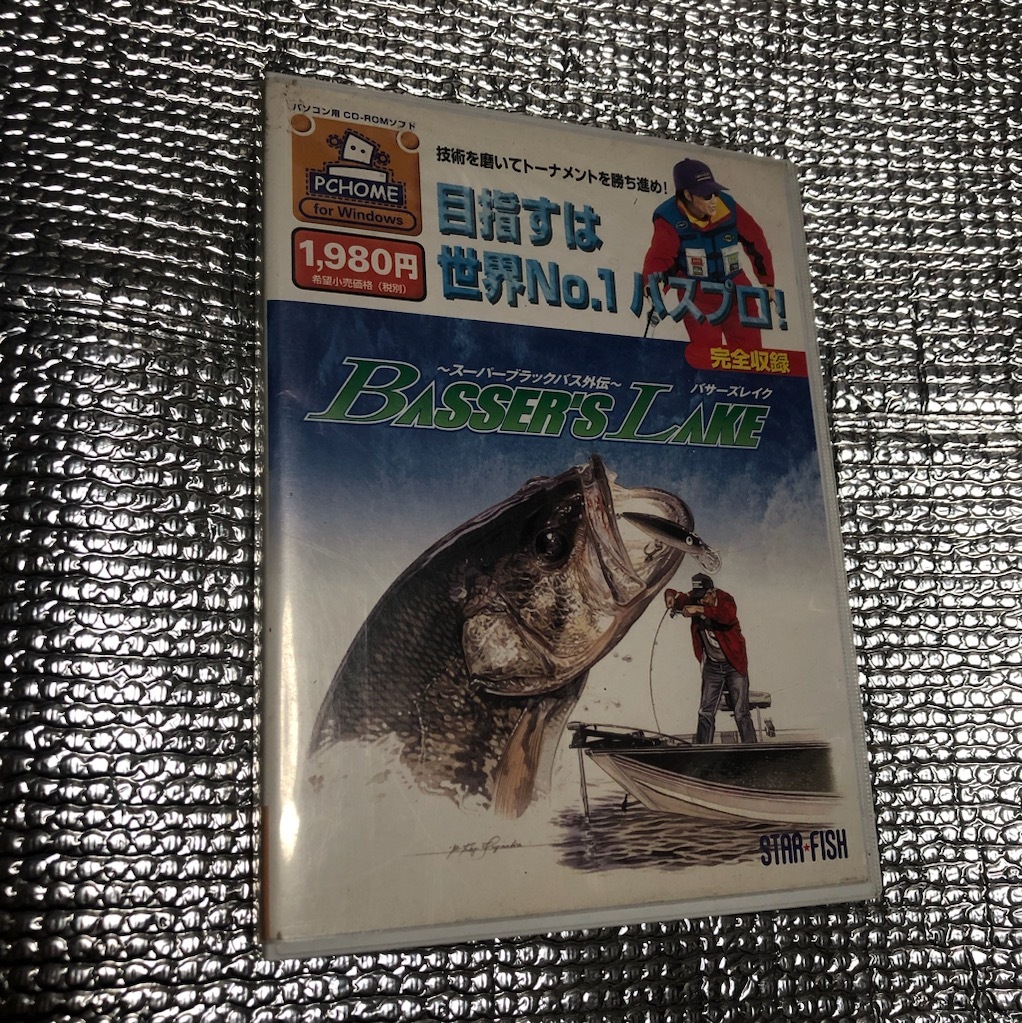 パソコン用 CD-ROMソフト
PCHOME
for Windows
1,980円
希望小売価格（税別）
技術を磨いてトーナメントを勝ち進め！
目指すは
世界No.1 バスプロ！
完全収録
～スーパーブラックバス外伝～
バサーズレイク
BASSER'S LAKE
STAR★FISH